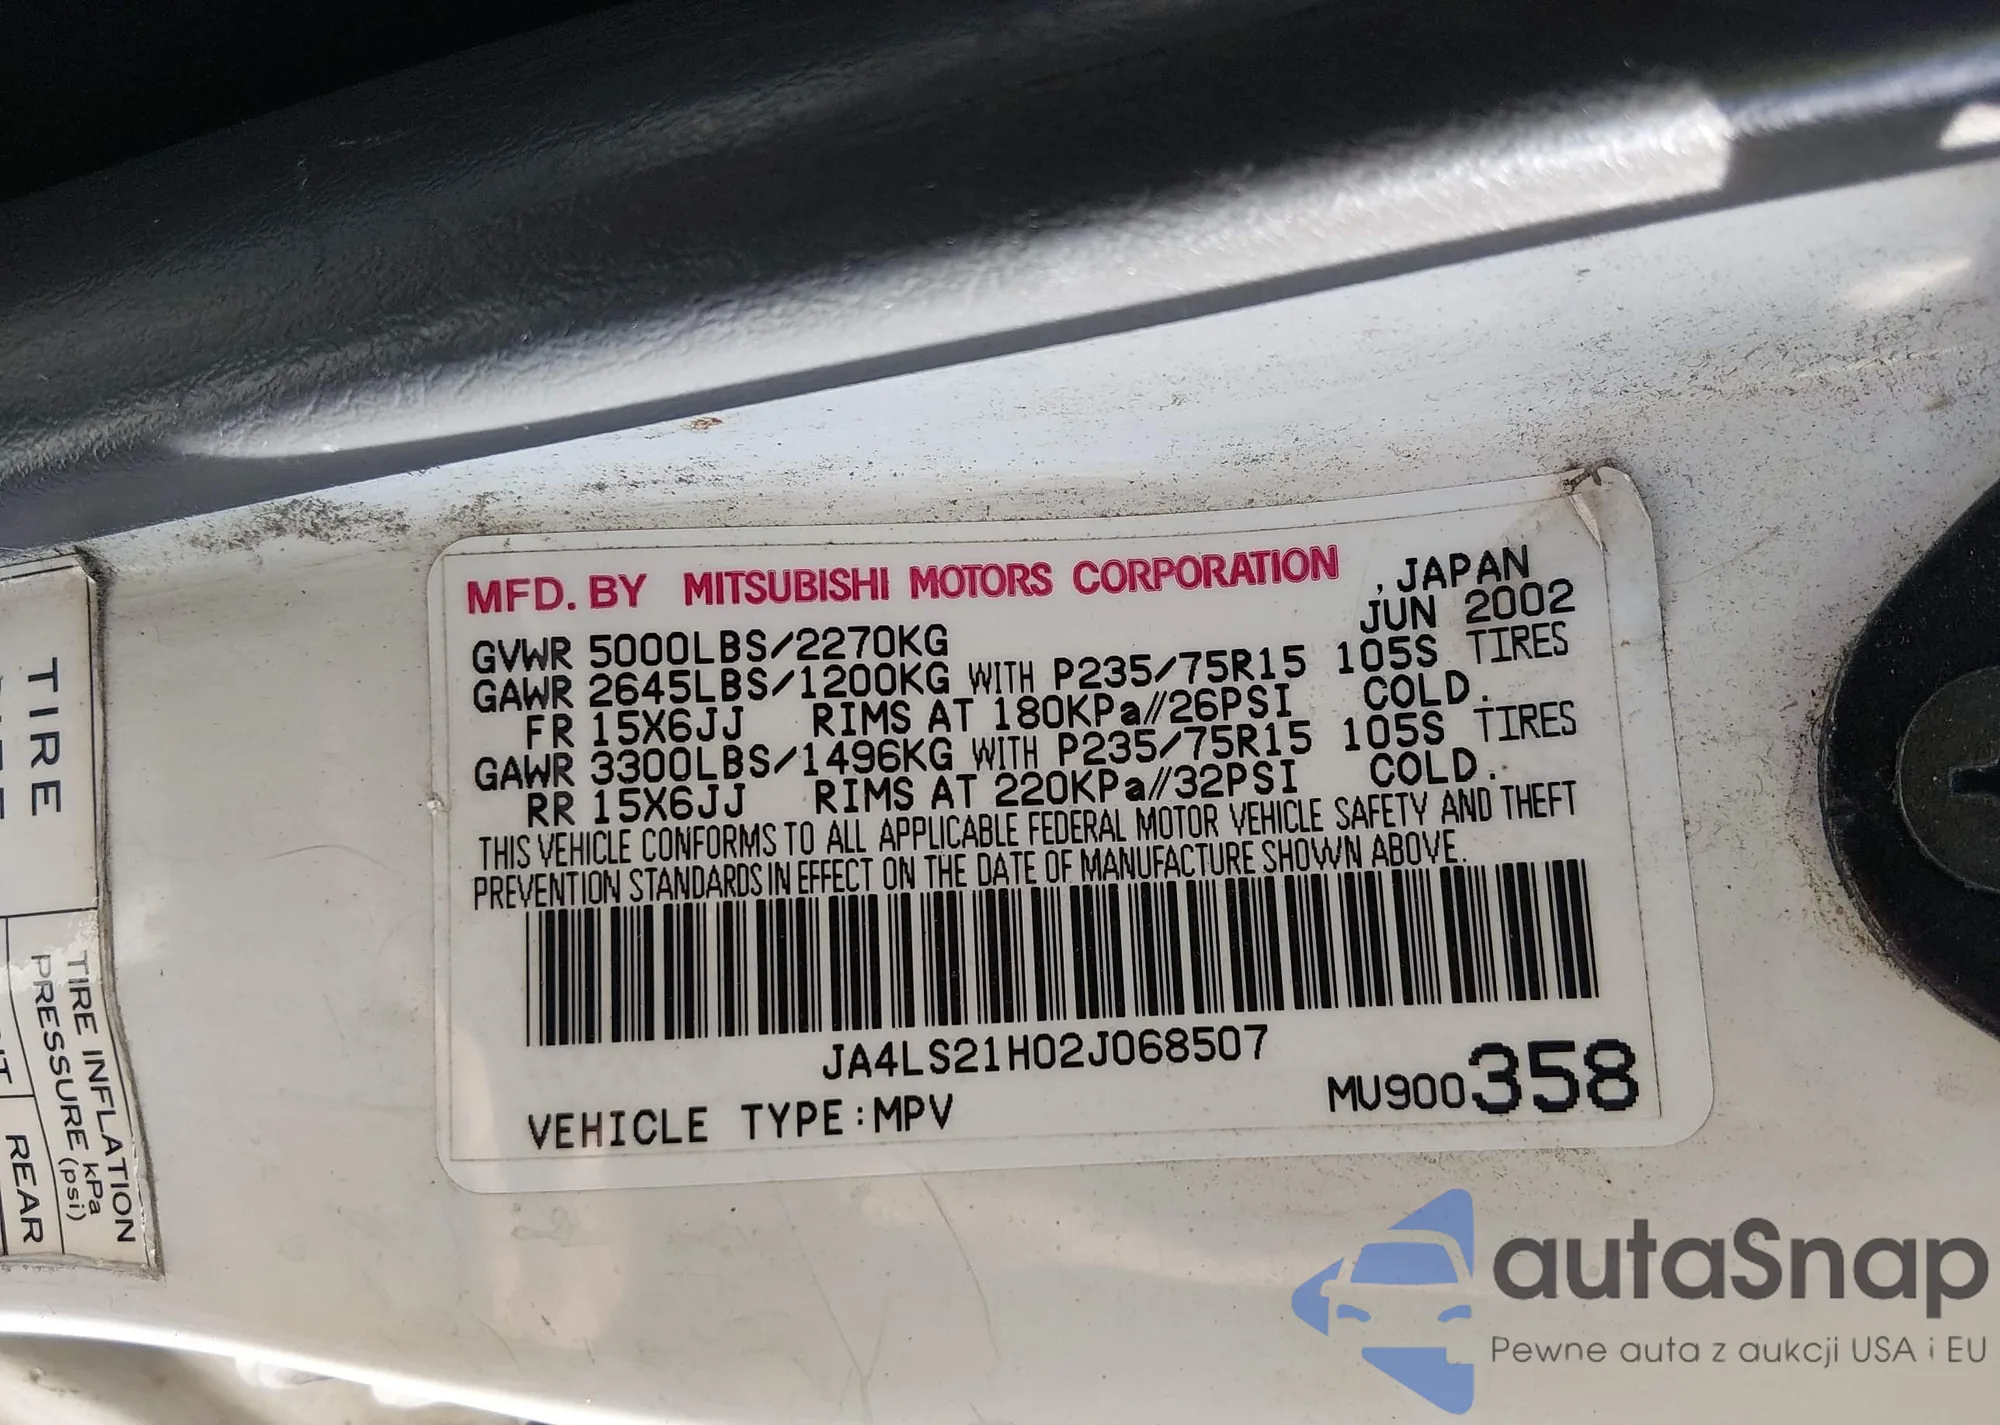 MFD. BY MITSUBISHI MOTORS CORPORATION , JAPAN
JUN 2002
GVWR 5000LBS/2270KG
GAWR 2645LBS/1200KG WITH P235/75R15 105S TIRES
FR 15X6JJ RIMS AT 180KPa//26PSI COLD.
GAWR 3300LBS/1496KG WITH P235/75R15 105S TIRES
RR 15X6JJ RIMS AT 220KPa//32PSI COLD.
THIS VEHICLE CONFORMS TO ALL APPLICABLE FEDERAL MOTOR VEHICLE SAFETY AND THEFT
PREVENTION STANDARDS IN EFFECT ON THE DATE OF MANUFACTURE SHOWN ABOVE.
JA4LS21H02J068507
MU900358
VEHICLE TYPE:MPV
TIRE
TIRE INFLATION
PRESSURE kPa (psi)
REAR
autaSnap
Pewne auta z aukcji USA i EU